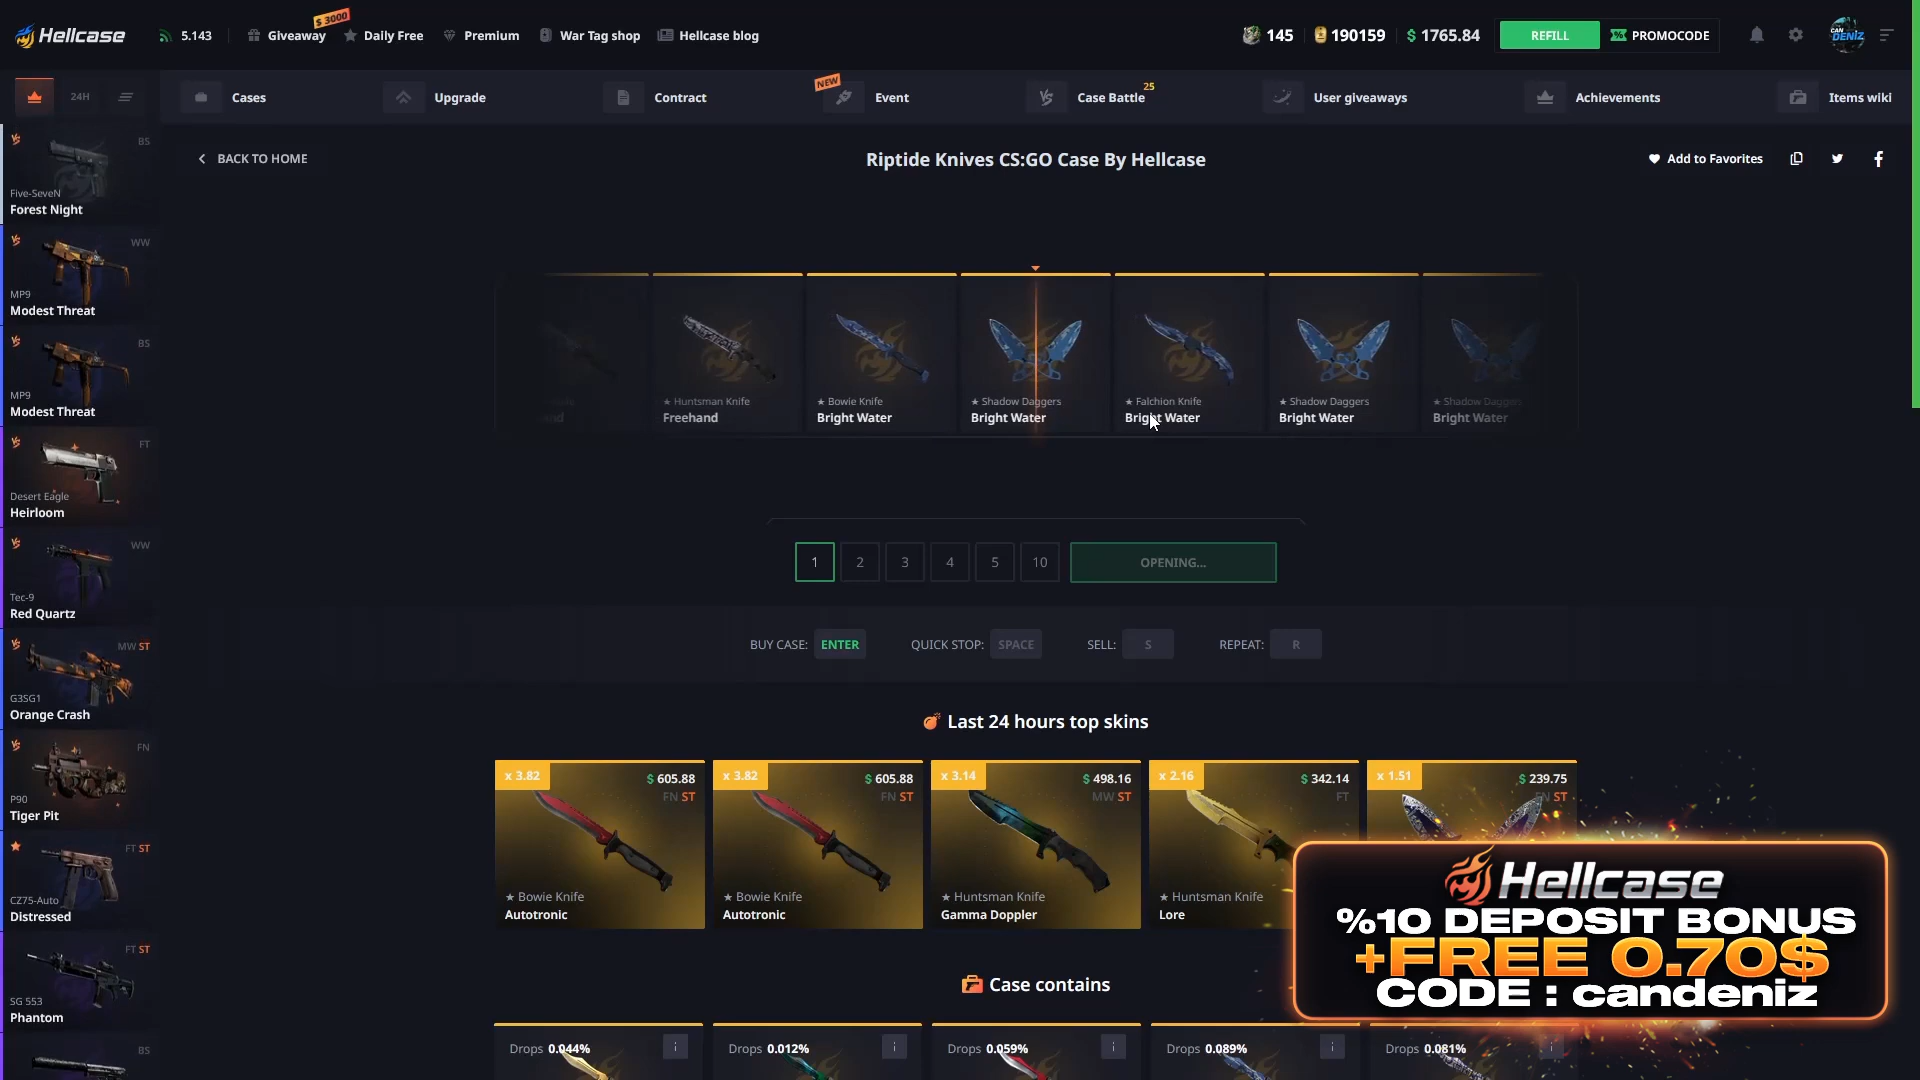 Hellcase
5.143
Giveaway
$ 3000
Daily Free
Premium
War Tag shop
Hellcase blog
145
190159
$ 1765.84
REFILL
PROMOCODE
CAN DENIZ
24H
Cases
Upgrade
Contract
NEW
Event
Case Battle
25
User giveaways
Achievements
Items wiki
BACK TO HOME
Riptide Knives CS:GO Case By Hellcase
Add to Favorites
BS
Five-SeveN
Forest Night
WW
MP9
Modest Threat
BS
MP9
Modest Threat
FT
Desert Eagle
Heirloom
WW
Tec-9
Red Quartz
MW ST
G3SG1
Orange Crash
FN
P90
Tiger Pit
FT ST
CZ75-Auto
Distressed
FT ST
SG 553
Phantom
BS
★ Huntsman Knife
Freehand
★ Bowie Knife
Bright Water
★ Shadow Daggers
Bright Water
★ Falchion Knife
Bright Water
★ Shadow Daggers
Bright Water
★ Shadow Daggers
Bright Water
1 2 3 4 5 10
OPENING...
BUY CASE: ENTER
QUICK STOP: SPACE
SELL: S
REPEAT: R
Last 24 hours top skins
x 3.82
$ 605.88
FN ST
★ Bowie Knife
Autotronic
x 3.82
$ 605.88
FN ST
★ Bowie Knife
Autotronic
x 3.14
$ 498.16
MW ST
★ Huntsman Knife
Gamma Doppler
x 2.16
$ 342.14
FT
★ Huntsman Knife
Lore
x 1.51
$ 239.75
FN ST
Hellcase
%10 DEPOSIT BONUS
+FREE 0.70$
CODE : candeniz
Case contains
Drops 0.044%
Drops 0.012%
Drops 0.059%
Drops 0.089%
Drops 0.081%